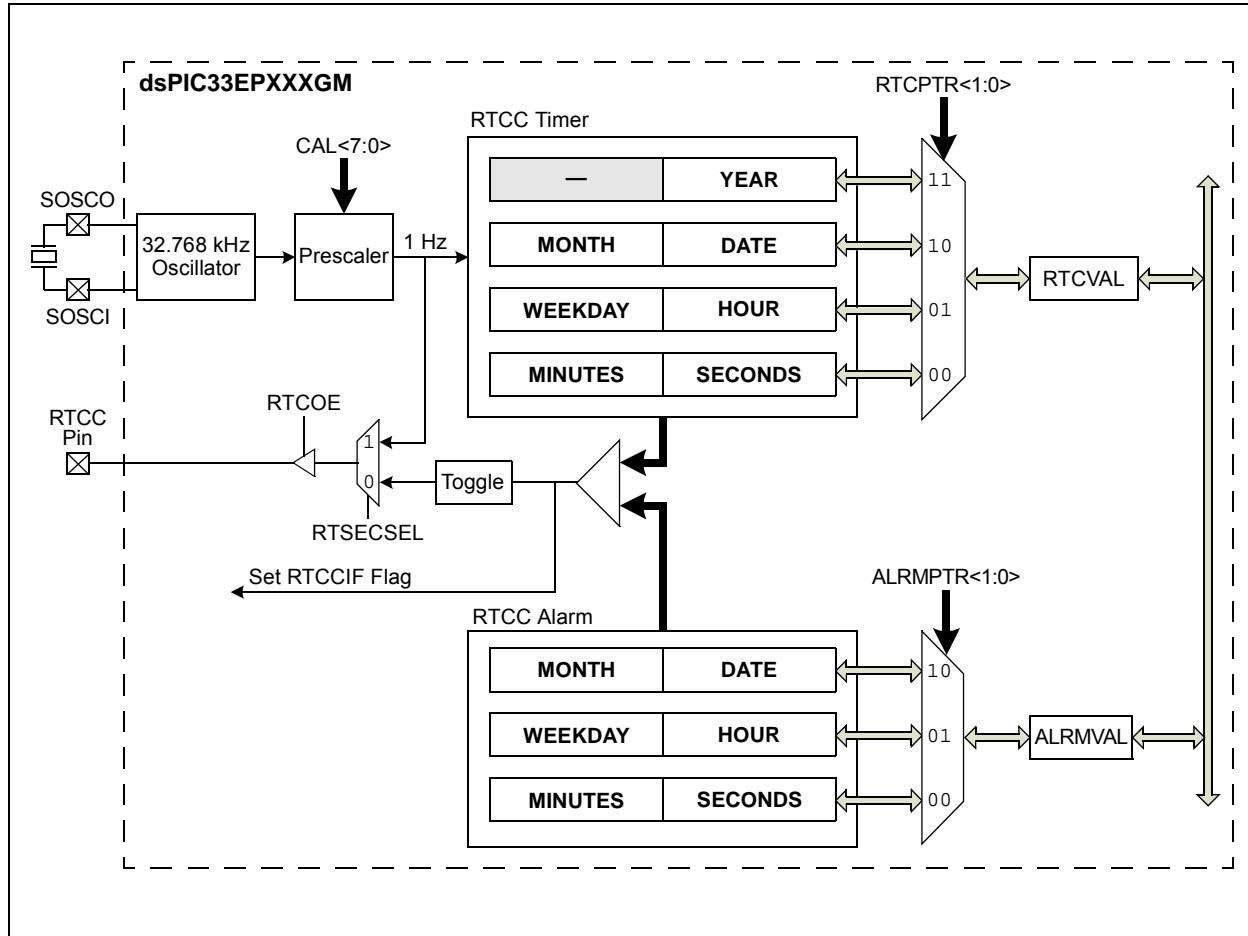 dsPIC33EPXXXGM
RTCPTR<1:0>
RTCC Timer
CAL<7:0>
— YEAR 11
SOSCO
32.768 kHz
Oscillator
Prescaler
1 Hz
MONTH DATE 10
RTCVAL
SOSCI
WEEKDAY HOUR 01
MINUTES SECONDS 00
RTCOE
RTCC
Pin
1
0
Toggle
RTSECSEL
Set RTCCIF Flag
ALRMPTR<1:0>
RTCC Alarm
MONTH DATE 10
WEEKDAY HOUR 01
ALRMVAL
MINUTES SECONDS 00